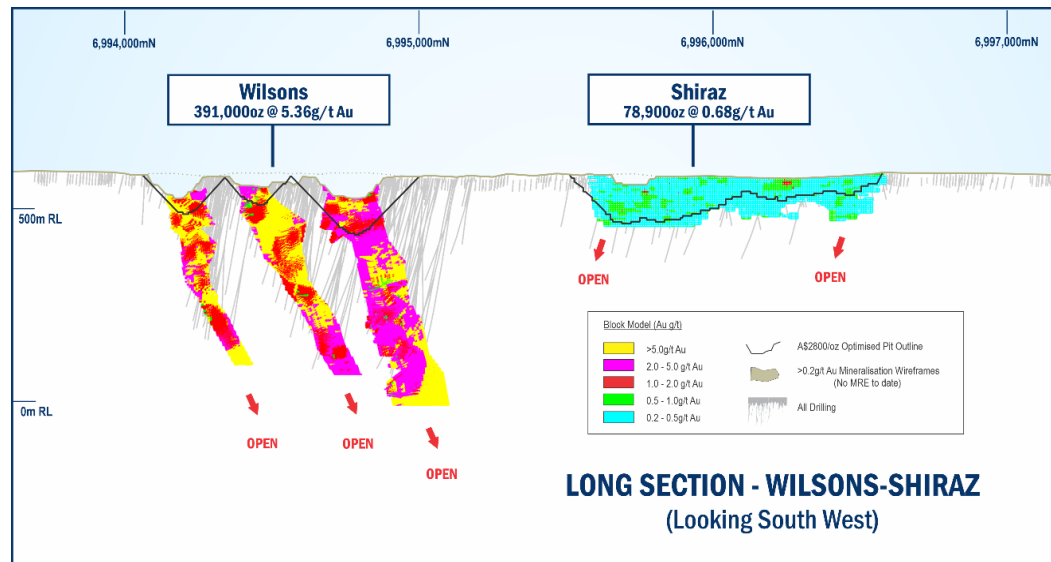 6,994,000mN
6,995,000mN
6,996,000mN
6,997,000mN
Wilsons
391,000oz @ 5.36g/t Au
Shiraz
78,900oz @ 0.68g/t Au
500m RL
0m RL
OPEN
OPEN
OPEN
OPEN
OPEN
Block Model (Au g/t)
>5.0g/t Au
2.0 - 5.0 g/t Au
1.0 - 2.0 g/t Au
0.5 - 1.0g/t Au
0.2 - 0.5g/t Au
A$2800/oz Optimised Pit Outline
>0.2g/t Au Mineralisation Wireframes
(No MRE to date)
All Drilling
LONG SECTION - WILSONS-SHIRAZ
(Looking South West)